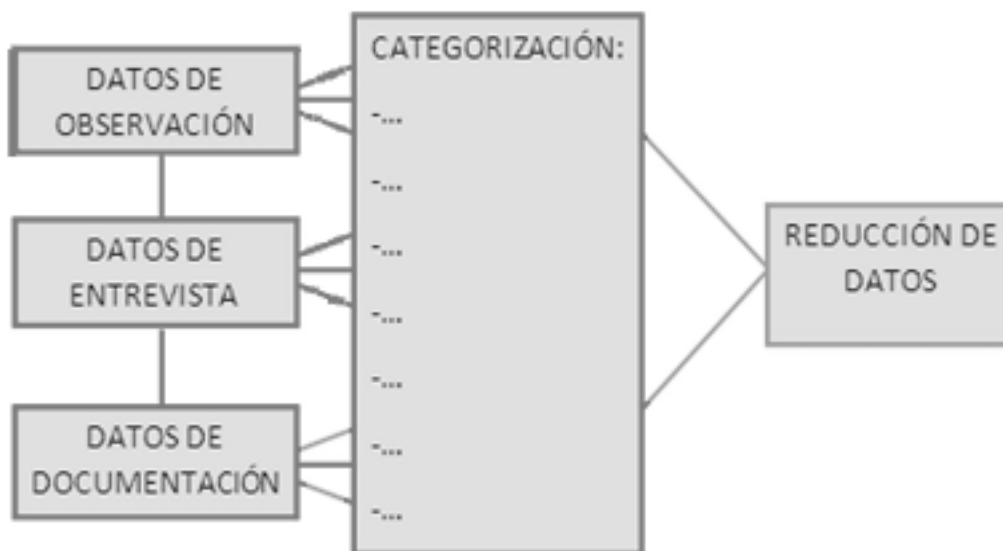 DATOS DE
OBSERVACIÓN
DATOS DE
ENTREVISTA
DATOS DE
DOCUMENTACIÓN
CATEGORIZACIÓN:
-...
-...
-...
-...
-...
-...
-...
REDUCCIÓN DE
DATOS